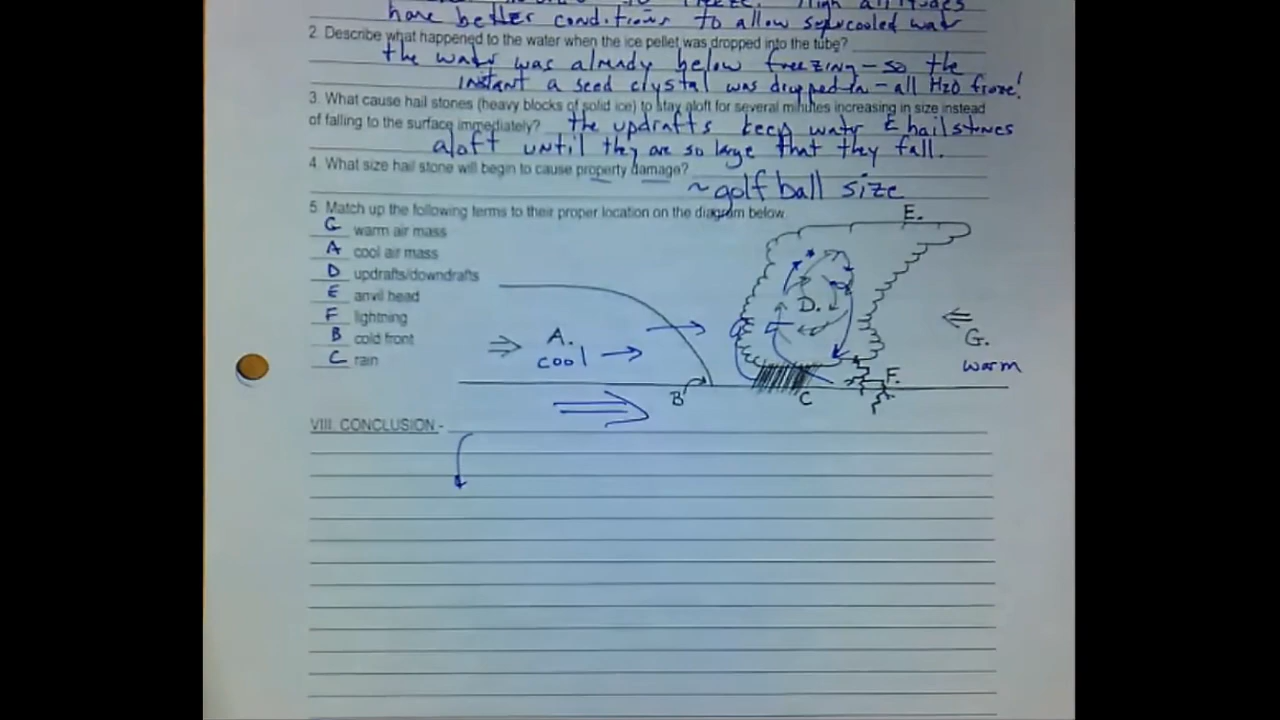 have better conditions to allow supercooled water
2. Describe what happened to the water when the ice pellet was dropped into the tube?
the water was already below freezing - so the
instant a seed crystal was dropped in - all H2O froze!
3. What cause hail stones (heavy blocks of solid ice) to stay aloft for several minutes increasing in size instead
of falling to the surface immediately? the updrafts keep water & hailstones
aloft until they are so large that they fall.
4. What size hail stone will begin to cause property damage?
~golf ball size
5. Match up the following terms to their proper location on the diagram below.
G warm air mass
A cool air mass
D updrafts/downdrafts
E anvil head
F lightning
B cold front
C rain
E.
D.
A.
cool
G.
warm
F.
B
C
VIII. CONCLUSION -